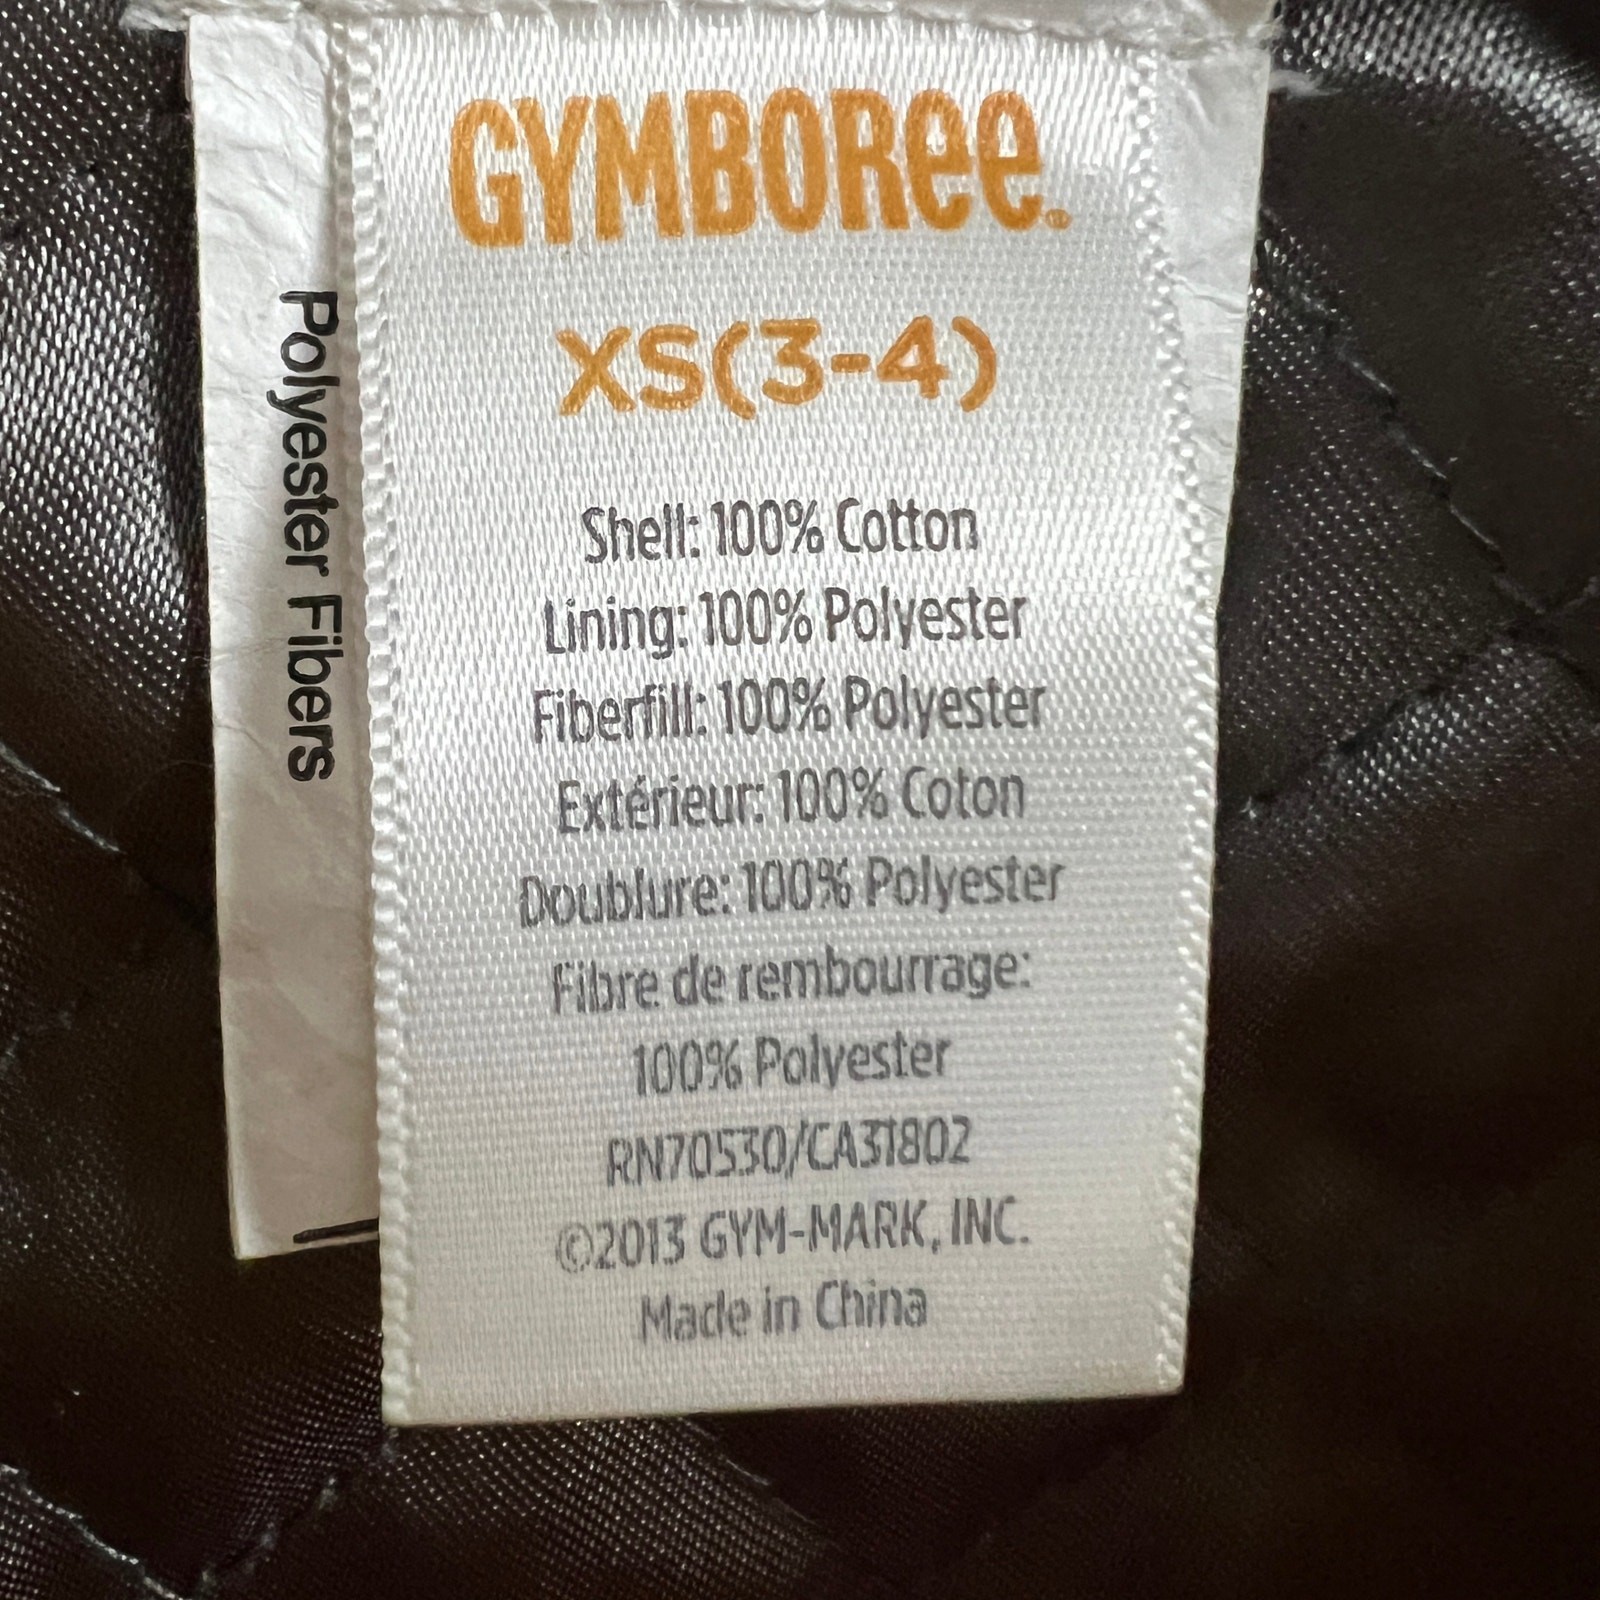 GYMBOREE®
XS(3-4)
Shell: 100% Cotton
Lining: 100% Polyester
Fiberfill: 100% Polyester
Extérieur: 100% Coton
Doublure: 100% Polyester
Fibre de rembourrage:
100% Polyester
RN70530/CA31802
©2013 GYM-MARK, INC.
Made in China
Polyester Fibers